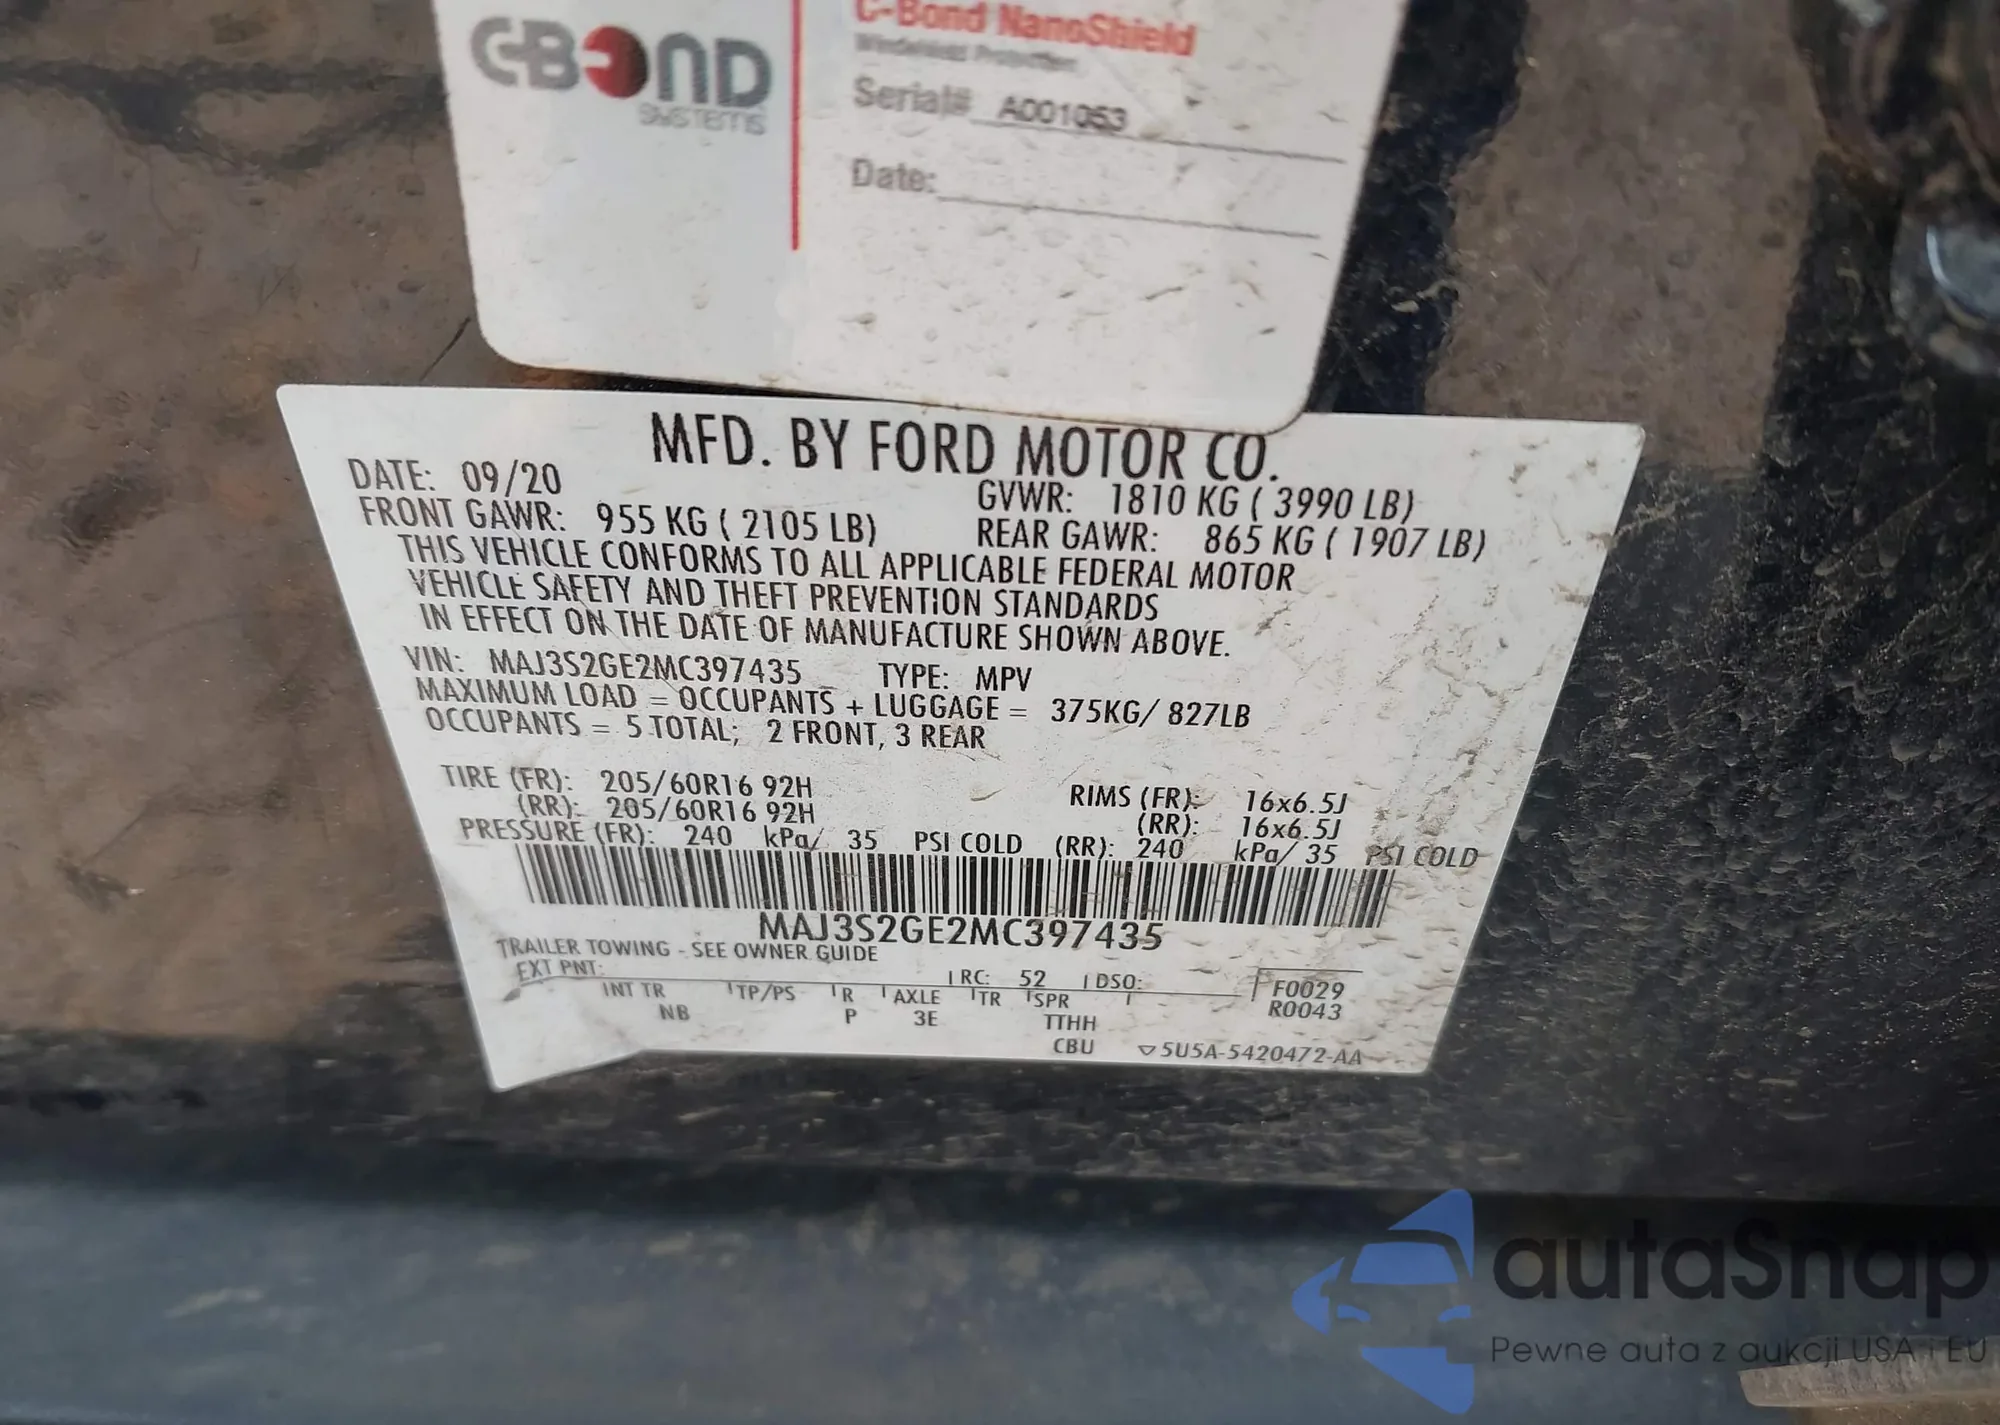 C-BOND
SYSTEMS
C-Bond NanoShield
Windshield Protection
Serial# A001053
Date:
MFD. BY FORD MOTOR CO.
DATE: 09/20
GVWR: 1810 KG ( 3990 LB)
FRONT GAWR: 955 KG ( 2105 LB)
REAR GAWR: 865 KG ( 1907 LB)
THIS VEHICLE CONFORMS TO ALL APPLICABLE FEDERAL MOTOR
VEHICLE SAFETY AND THEFT PREVENTION STANDARDS
IN EFFECT ON THE DATE OF MANUFACTURE SHOWN ABOVE.
VIN: MAJ3S2GE2MC397435 TYPE: MPV
MAXIMUM LOAD = OCCUPANTS + LUGGAGE = 375KG/ 827LB
OCCUPANTS = 5 TOTAL; 2 FRONT, 3 REAR
TIRE (FR): 205/60R16 92H RIMS (FR): 16x6.5J
(RR): 205/60R16 92H (RR): 16x6.5J
PRESSURE (FR): 240 kPa/ 35 PSI COLD (RR): 240 kPa/ 35 PSI COLD
MAJ3S2GE2MC397435
TRAILER TOWING - SEE OWNER GUIDE
EXT PNT: RC: 52 DSO: F0029
INT TR TP/PS R AXLE TR SPR R0043
NB P 3E TTHH
CBU 5U5A-5420472-AA
autaSnap
Pewne auta z aukcji USA i EU